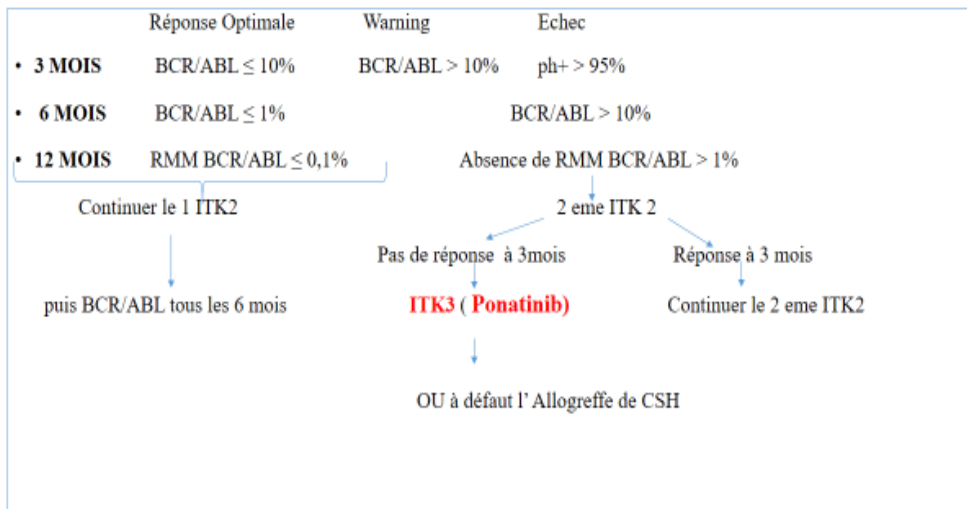 Réponse Optimale Warning Echec
• 3 MOIS BCR/ABL ≤ 10% BCR/ABL > 10% ph+ > 95%
• 6 MOIS BCR/ABL ≤ 1% BCR/ABL > 10%
• 12 MOIS RMM BCR/ABL ≤ 0,1% Absence de RMM BCR/ABL > 1%
Continuer le 1 ITK2 2 eme ITK 2
Pas de réponse à 3mois Réponse à 3 mois
puis BCR/ABL tous les 6 mois ITK3 ( Ponatinib) Continuer le 2 eme ITK2
OU à défaut l' Allogreffe de CSH